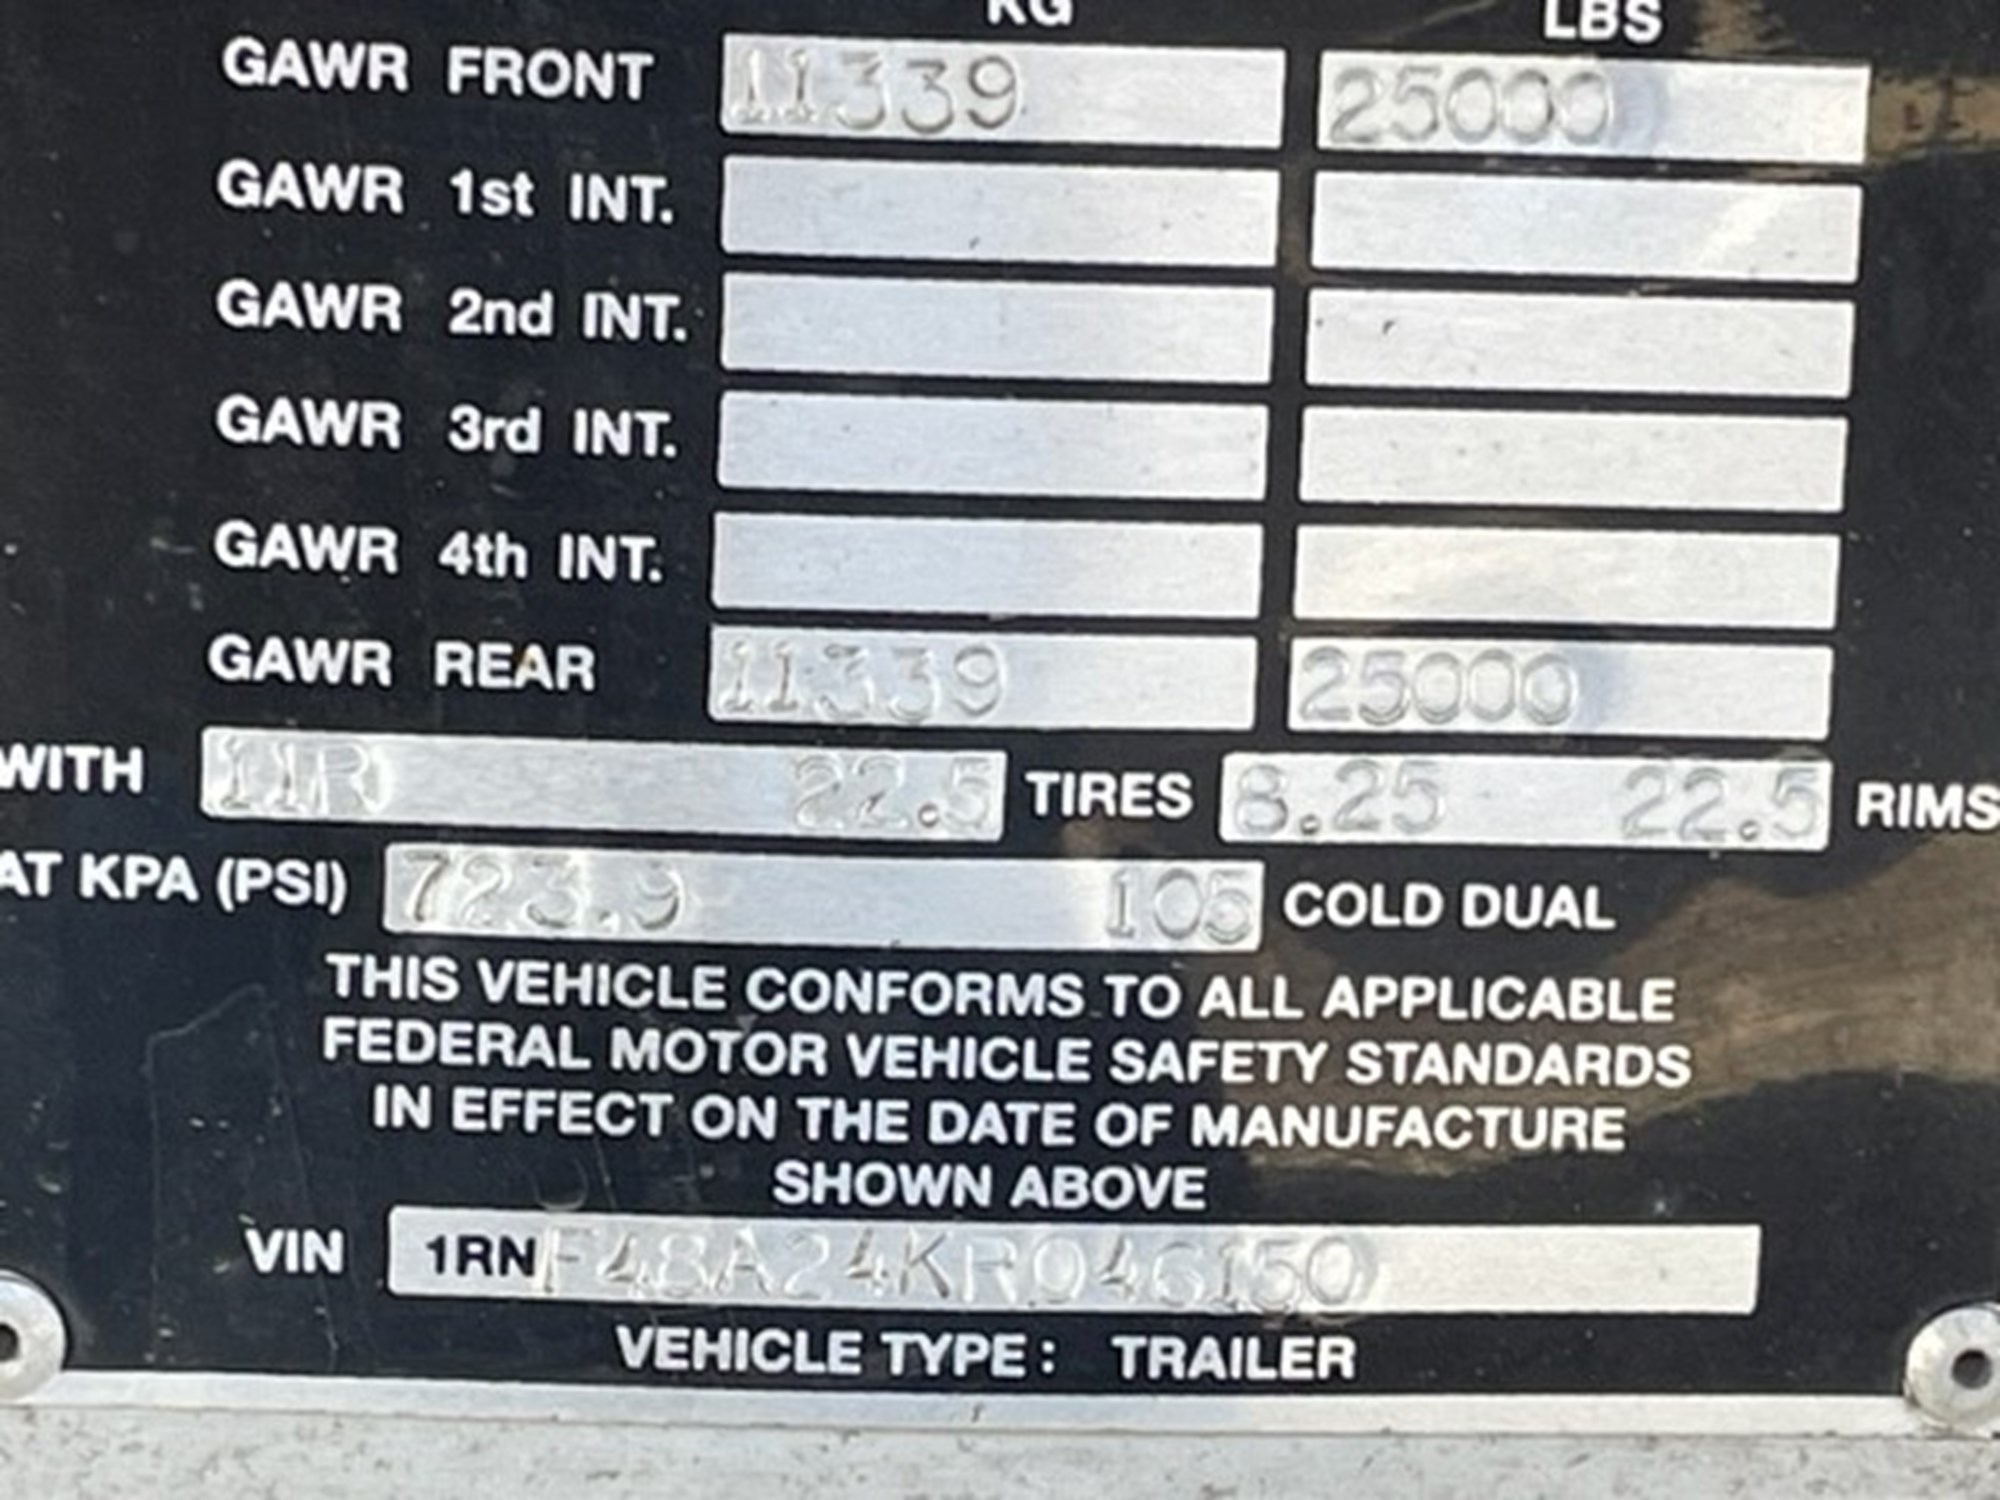 KG LBS
GAWR FRONT 11339 25000
GAWR 1st INT.
GAWR 2nd INT.
GAWR 3rd INT.
GAWR 4th INT.
GAWR REAR 11339 25000
WITH 11R 22.5 TIRES 8.25 22.5 RIMS
AT KPA (PSI) 723.9 105 COLD DUAL
THIS VEHICLE CONFORMS TO ALL APPLICABLE
FEDERAL MOTOR VEHICLE SAFETY STANDARDS
IN EFFECT ON THE DATE OF MANUFACTURE
SHOWN ABOVE
VIN 1RNF48A24KR046150
VEHICLE TYPE: TRAILER